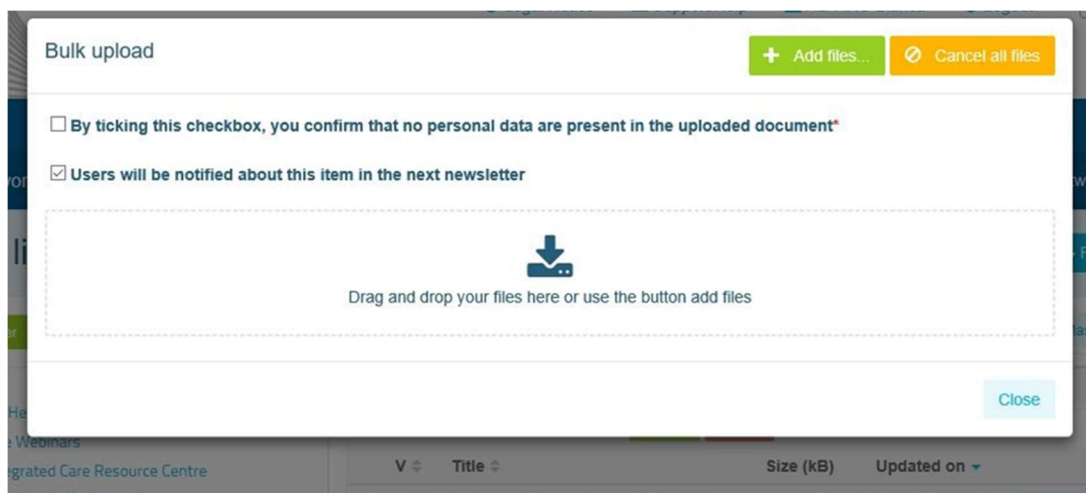 Bulk upload
Add files...
Cancel all files
By ticking this checkbox, you confirm that no personal data are present in the uploaded document*
Users will be notified about this item in the next newsletter
Drag and drop your files here or use the button add files
Close
Webinars
egrated Care Resource Centre
V Title Size (kB) Updated on